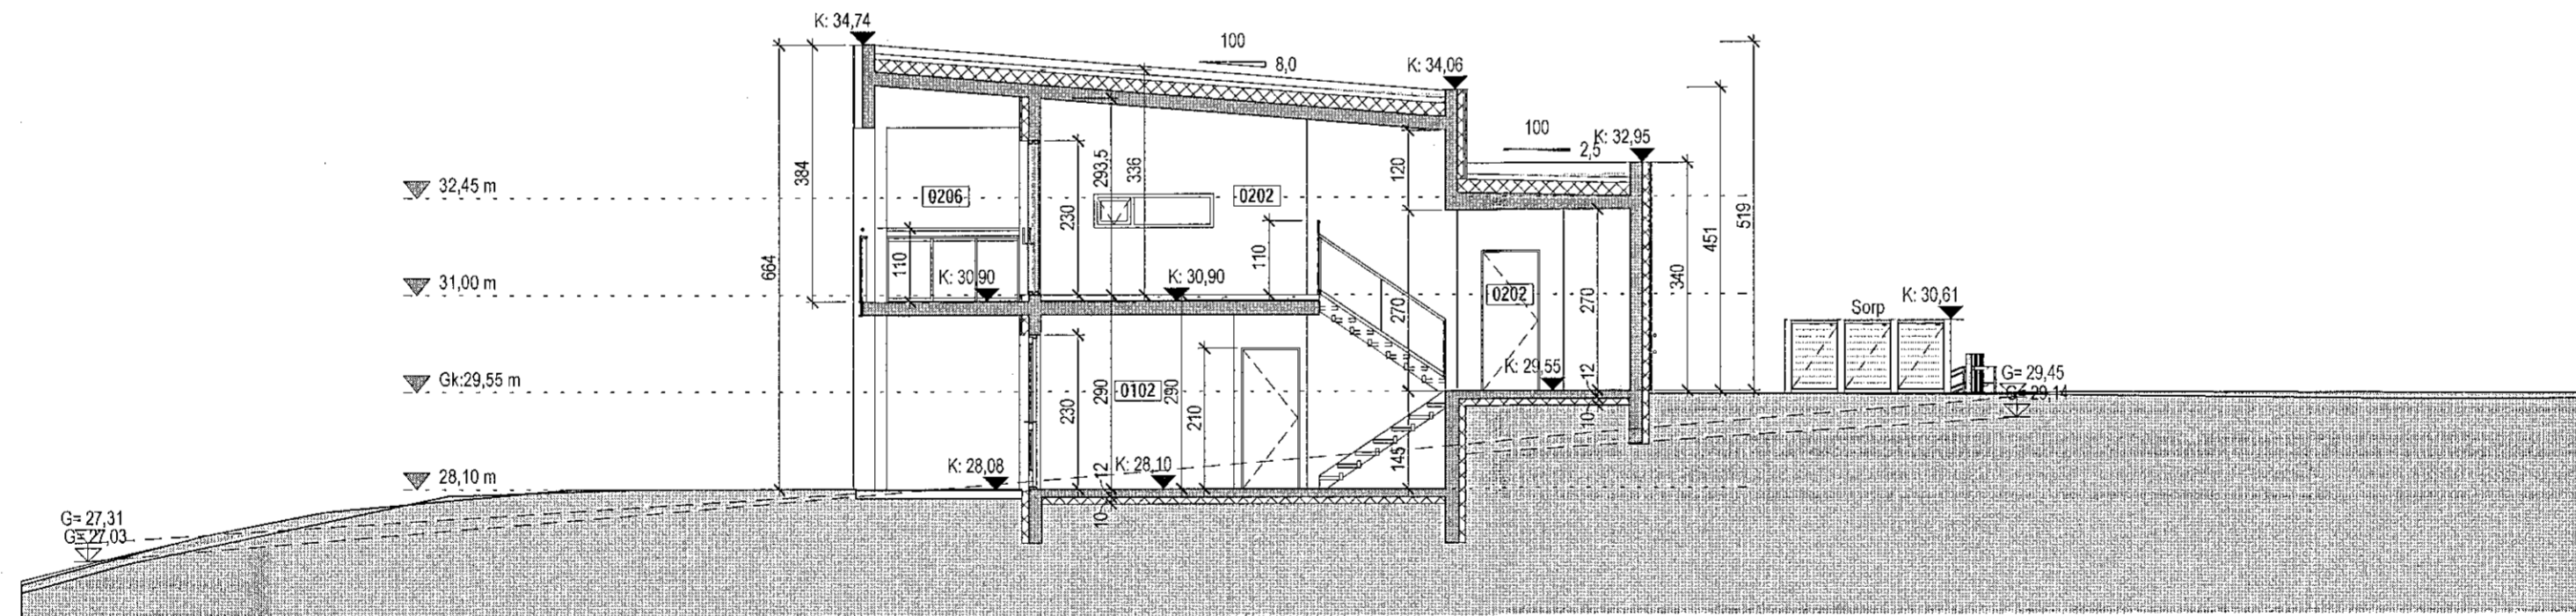 K: 34,74
100
8,0
K: 34,06
100
K: 32,95
2,5
384
293,5
336
120
32,45 m
0206
0202
230
519
451
664
110
110
340
K: 30,90
K: 30,90
31,00 m
270
0202
270
Sorp
K: 30,61
K: 29,55
12
G= 29,45
G= 29,14
Gk:29,55 m
230
290
0102
280
210
10
145
K: 28,08
12
K: 28,10
28,10 m
10
G= 27,31
G= 27,03